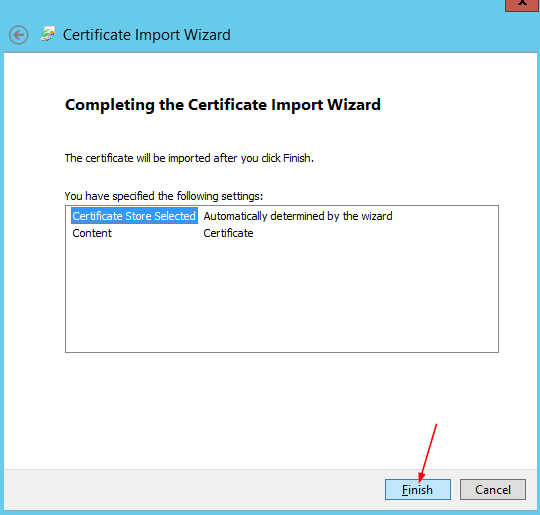 x
Certificate Import Wizard
Completing the Certificate Import Wizard
The certificate will be imported after you click Finish.
You have specified the following settings:
Certificate Store Selected Automatically determined by the wizard
Content Certificate
Finish Cancel